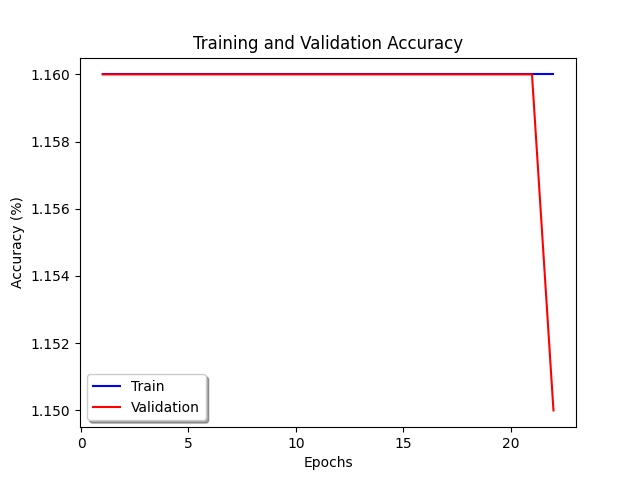 Training and Validation Accuracy
Accuracy (%)
1.160
1.158
1.156
1.154
1.152
1.150
Train
Validation
0 5 10 15 20
Epochs